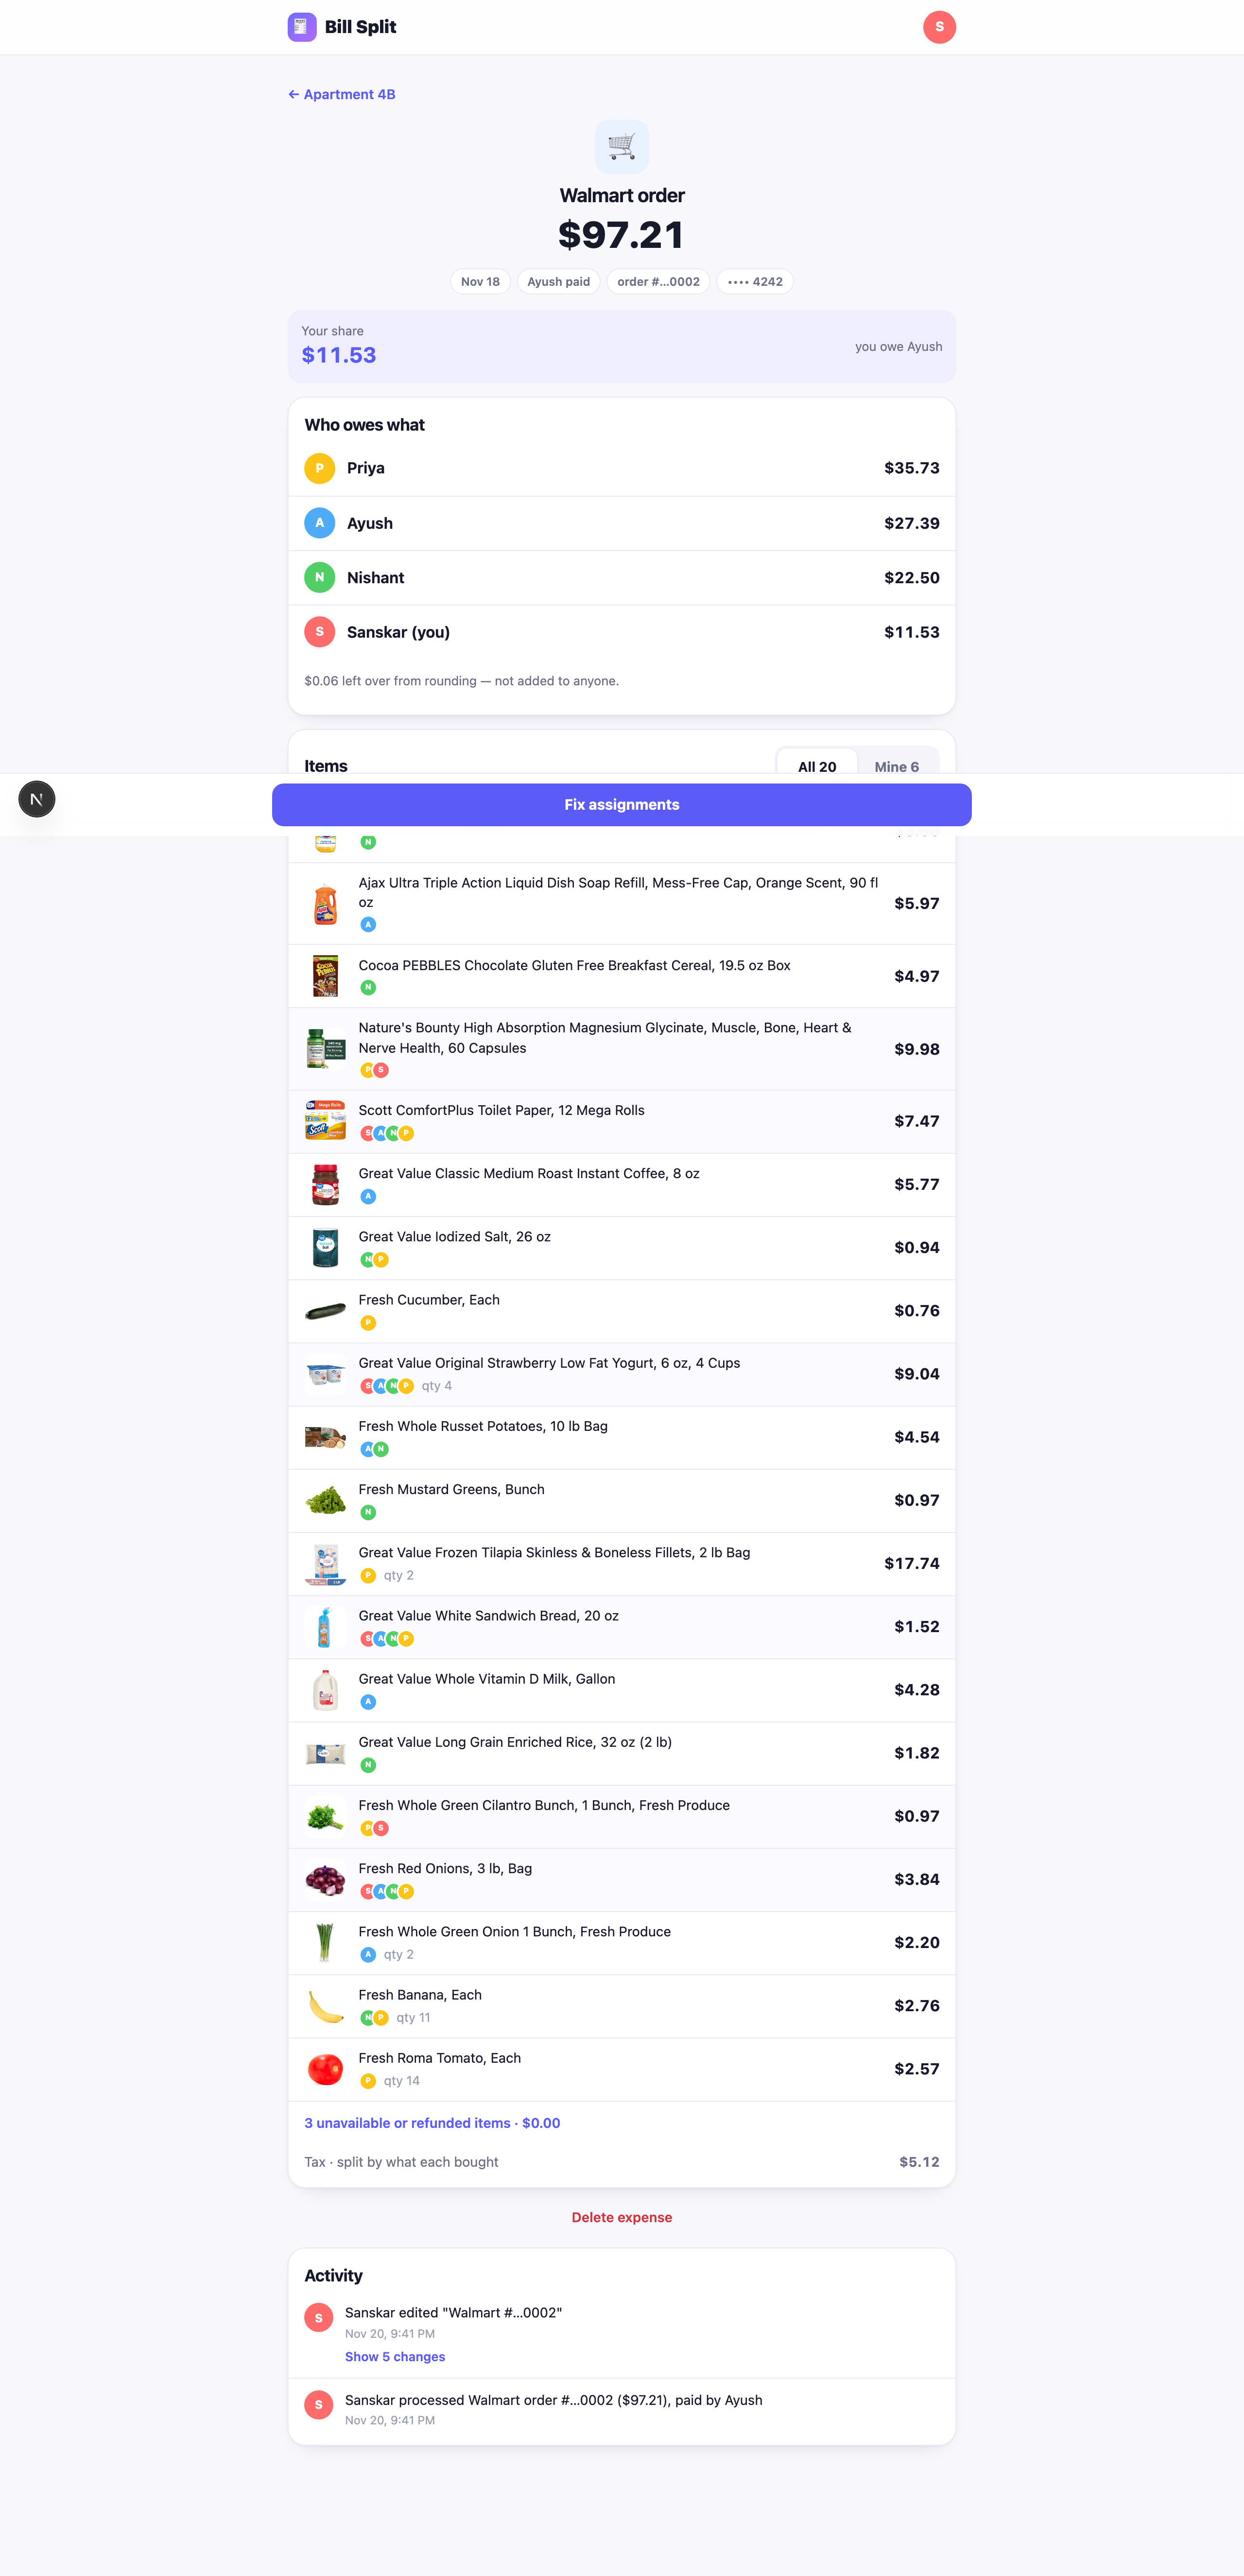 Bill Split
S
← Apartment 4B
Walmart order
$97.21
Nov 18
Ayush paid
order #...0002
•••• 4242
Your share
$11.53
you owe Ayush
Who owes what
P
Priya
$35.73
A
Ayush
$27.39
N
Nishant
$22.50
S
Sanskar (you)
$11.53
$0.06 left over from rounding — not added to anyone.
Items
All 20
Mine 6
N
Fix assignments
N
Ajax Ultra Triple Action Liquid Dish Soap Refill, Mess-Free Cap, Orange Scent, 90 fl
oz
A
$5.97
Cocoa PEBBLES Chocolate Gluten Free Breakfast Cereal, 19.5 oz Box
N
$4.97
Nature's Bounty High Absorption Magnesium Glycinate, Muscle, Bone, Heart &
Nerve Health, 60 Capsules
P S
$9.98
Scott ComfortPlus Toilet Paper, 12 Mega Rolls
S A N P
$7.47
Great Value Classic Medium Roast Instant Coffee, 8 oz
A
$5.77
Great Value Iodized Salt, 26 oz
N P
$0.94
Fresh Cucumber, Each
P
$0.76
Great Value Original Strawberry Low Fat Yogurt, 6 oz, 4 Cups
S A N P qty 4
$9.04
Fresh Whole Russet Potatoes, 10 lb Bag
A N
$4.54
Fresh Mustard Greens, Bunch
N
$0.97
Great Value Frozen Tilapia Skinless & Boneless Fillets, 2 lb Bag
P qty 2
$17.74
Great Value White Sandwich Bread, 20 oz
S A N P
$1.52
Great Value Whole Vitamin D Milk, Gallon
A
$4.28
Great Value Long Grain Enriched Rice, 32 oz (2 lb)
N
$1.82
Fresh Whole Green Cilantro Bunch, 1 Bunch, Fresh Produce
P S
$0.97
Fresh Red Onions, 3 lb, Bag
S A N P
$3.84
Fresh Whole Green Onion 1 Bunch, Fresh Produce
A qty 2
$2.20
Fresh Banana, Each
N P qty 11
$2.76
Fresh Roma Tomato, Each
P qty 14
$2.57
3 unavailable or refunded items · $0.00
Tax · split by what each bought
$5.12
Delete expense
Activity
S
Sanskar edited "Walmart #...0002"
Nov 20, 9:41 PM
Show 5 changes
S
Sanskar processed Walmart order #...0002 ($97.21), paid by Ayush
Nov 20, 9:41 PM